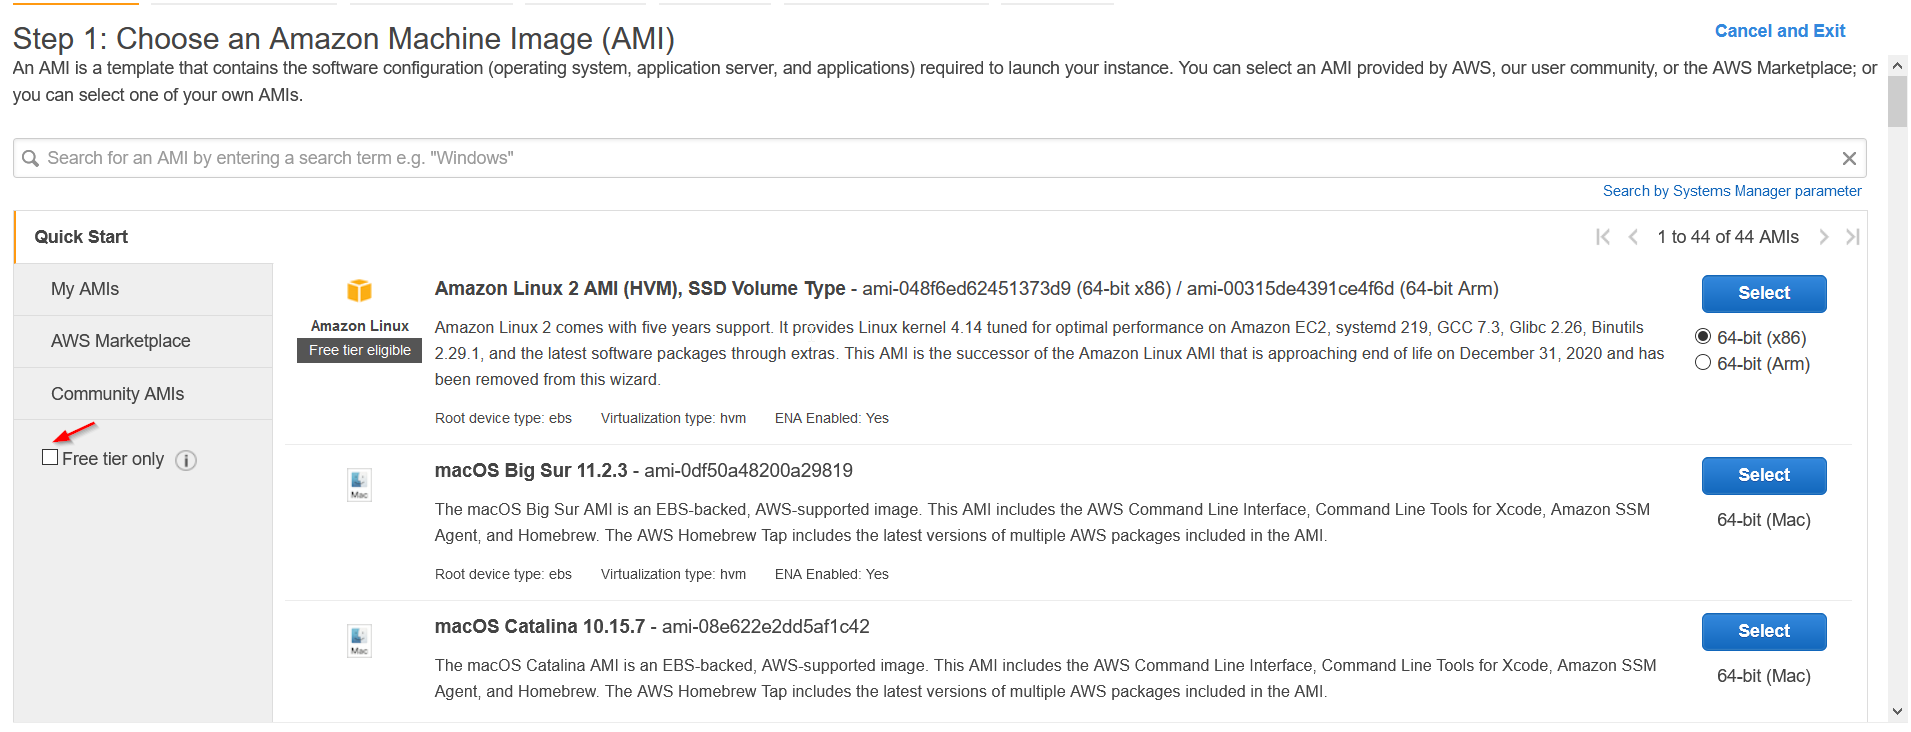 Step 1: Choose an Amazon Machine Image (AMI)
Cancel and Exit
An AMI is a template that contains the software configuration (operating system, application server, and applications) required to launch your instance. You can select an AMI provided by AWS, our user community, or the AWS Marketplace; or
you can select one of your own AMIs.
Search for an AMI by entering a search term e.g. "Windows"
Search by Systems Manager parameter
Quick Start
1 to 44 of 44 AMIs
My AMIs
AWS Marketplace
Community AMIs
Free tier only
Amazon Linux
Free tier eligible
Amazon Linux 2 AMI (HVM), SSD Volume Type - ami-048f6ed62451373d9 (64-bit x86) / ami-00315de4391ce4f6d (64-bit Arm)
Amazon Linux 2 comes with five years support. It provides Linux kernel 4.14 tuned for optimal performance on Amazon EC2, systemd 219, GCC 7.3, Glibc 2.26, Binutils
2.29.1, and the latest software packages through extras. This AMI is the successor of the Amazon Linux AMI that is approaching end of life on December 31, 2020 and has
been removed from this wizard.
Root device type: ebs Virtualization type: hvm ENA Enabled: Yes
Select
64-bit (x86)
64-bit (Arm)
Mac
macOS Big Sur 11.2.3 - ami-0df50a48200a29819
The macOS Big Sur AMI is an EBS-backed, AWS-supported image. This AMI includes the AWS Command Line Interface, Command Line Tools for Xcode, Amazon SSM
Agent, and Homebrew. The AWS Homebrew Tap includes the latest versions of multiple AWS packages included in the AMI.
Root device type: ebs Virtualization type: hvm ENA Enabled: Yes
Select
64-bit (Mac)
Mac
macOS Catalina 10.15.7 - ami-08e622e2dd5af1c42
The macOS Catalina AMI is an EBS-backed, AWS-supported image. This AMI includes the AWS Command Line Interface, Command Line Tools for Xcode, Amazon SSM
Agent, and Homebrew. The AWS Homebrew Tap includes the latest versions of multiple AWS packages included in the AMI.
Select
64-bit (Mac)